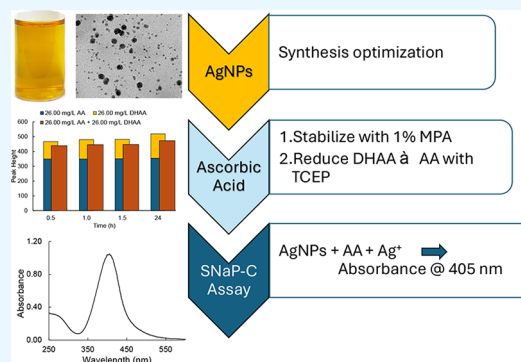 AgNPs
Synthesis optimization
26.00 mg/L AA
26.00 mg/L DHAA
26.00 mg/L AA + 26.00 mg/L DHAA
Peak Height
600
500
400
300
200
100
0
0.5
1.0
1.5
24
Time (h)
Ascorbic
Acid
1.Stabilize with 1% MPA
2.Reduce DHAA à AA with
TCEP
SNaP-C
Assay
AgNPs + AA + Ag⁺
Absorbance @ 405 nm
Absorbance
1.20
0.80
0.40
0.00
250
350
450
550
Wavelength (nm)